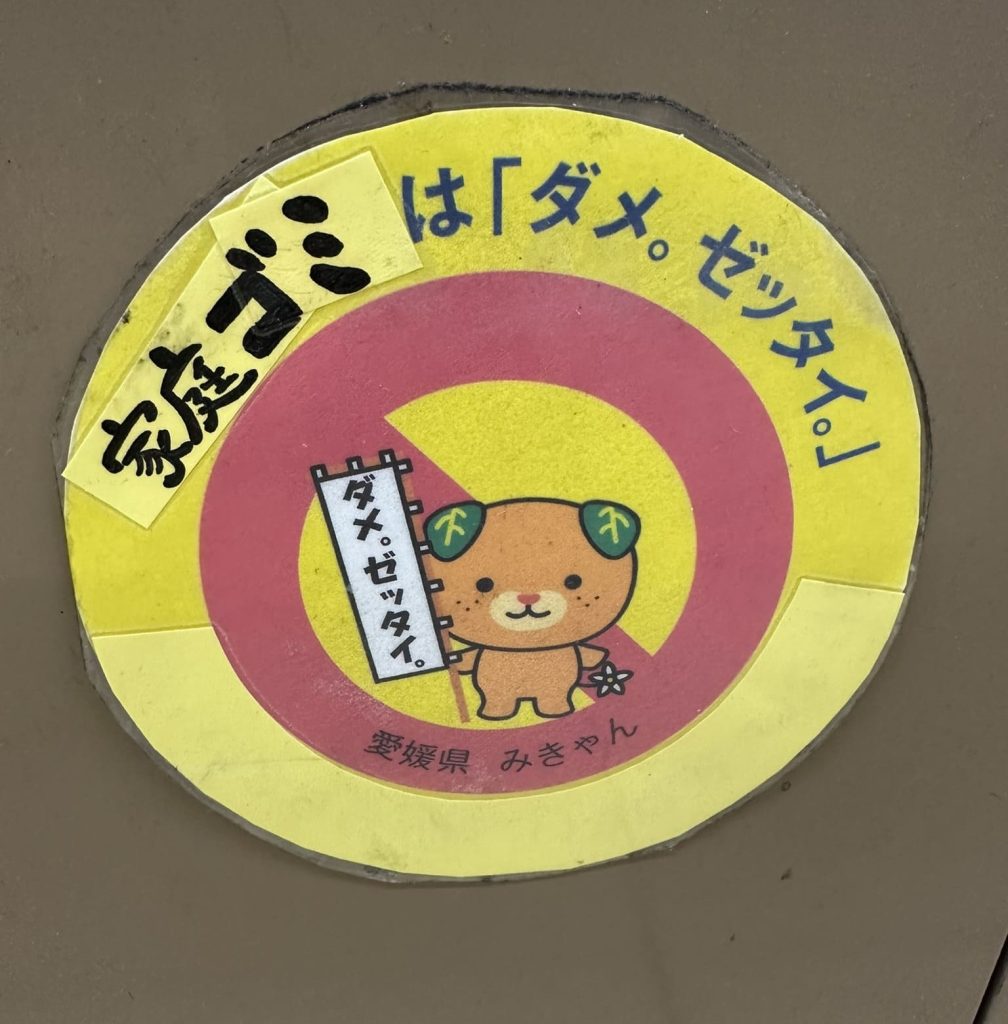 家庭ゴミは「ダメ。ゼッタイ。」
ダメ。ゼッタイ。
愛媛県 みきゃん